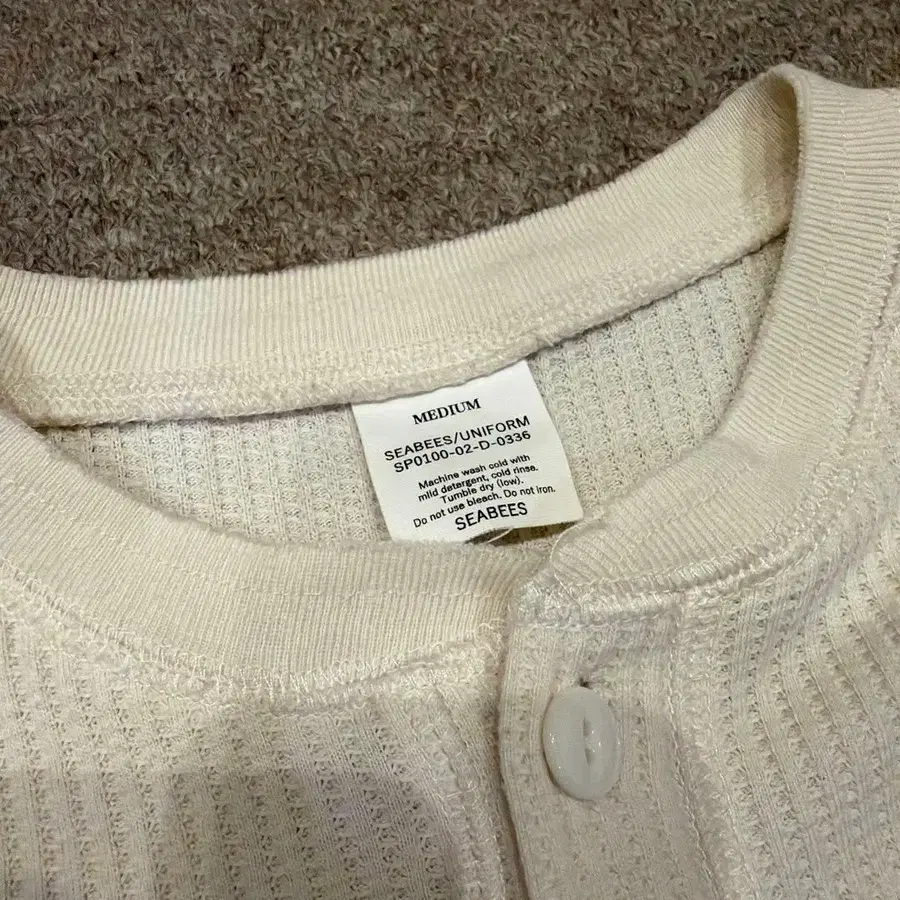 MEDIUM
SEABEES/UNIFORM
SP0100-02-D-0336
Machine wash cold with
mild detergent, cold rinse.
Tumble dry (low).
Do not use bleach. Do not iron.
SEABEES